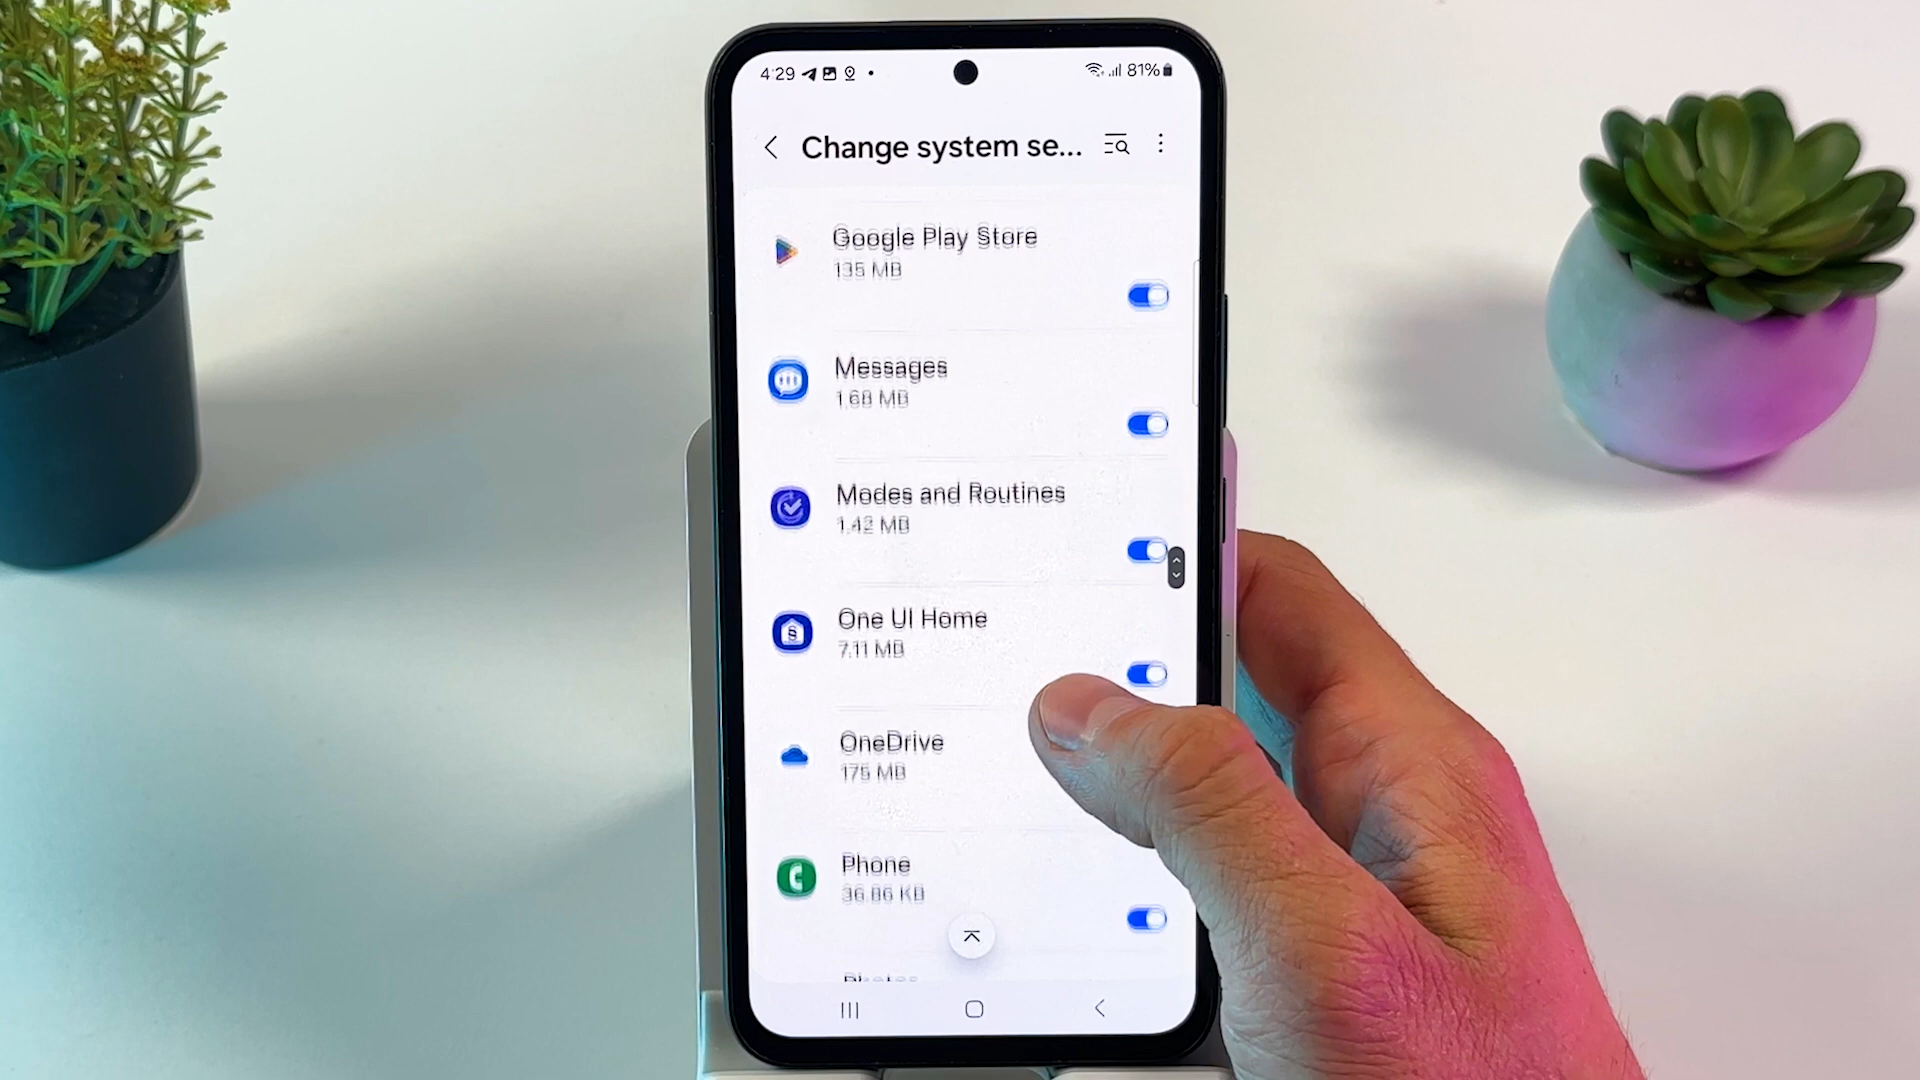 4:29 81%
Change system se...
Google Play Store
135 MB
Messages
1.68 MB
Modes and Routines
1.42 MB
One UI Home
7.11 MB
OneDrive
175 MB
Phone
36.86 KB
Photos